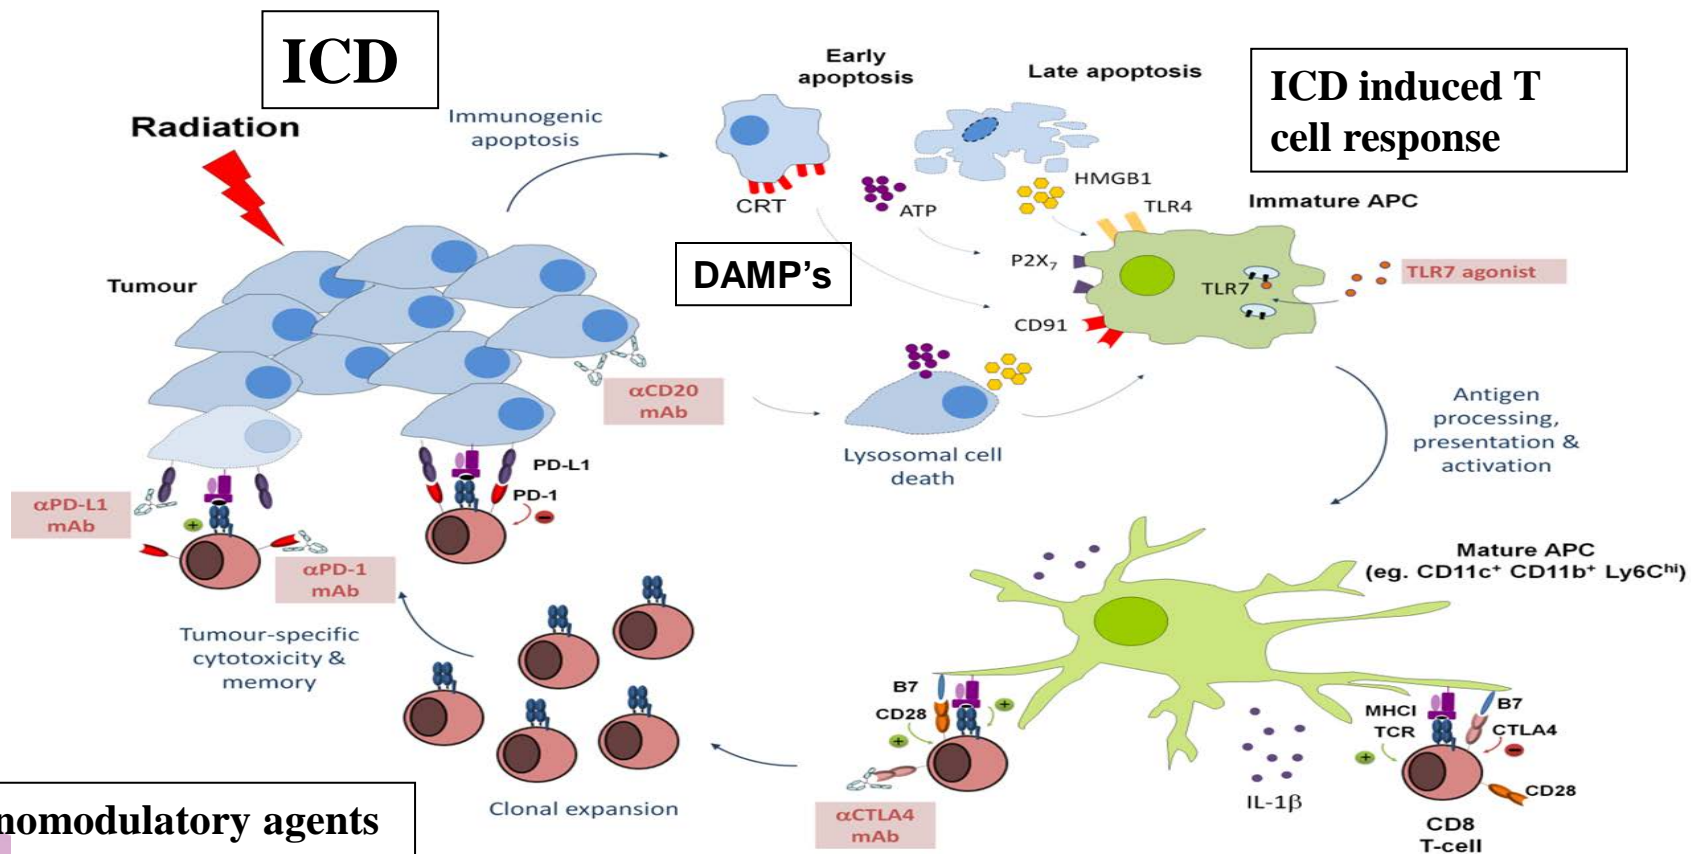 ICD
Radiation
Immunogenic
apoptosis
Early
apoptosis
Late apoptosis
ICD induced T
cell response
CRT
ATP
HMGB1
TLR4
Immature APC
P2X7
TLR7
TLR7 agonist
CD91
DAMP’s
Tumour
αCD20
mAb
Lysosomal cell
death
Antigen
processing,
presentation &
activation
PD-L1
PD-1
αPD-L1
mAb
αPD-1
mAb
Tumour-specific
cytotoxicity &
memory
Mature APC
(eg. CD11c⁺ CD11b⁺ Ly6Cʰⁱ)
B7
CD28
MHCI
TCR
B7
CTLA4
CD28
IL-1β
CD8
T-cell
αCTLA4
mAb
Clonal expansion
nomodulatory agents